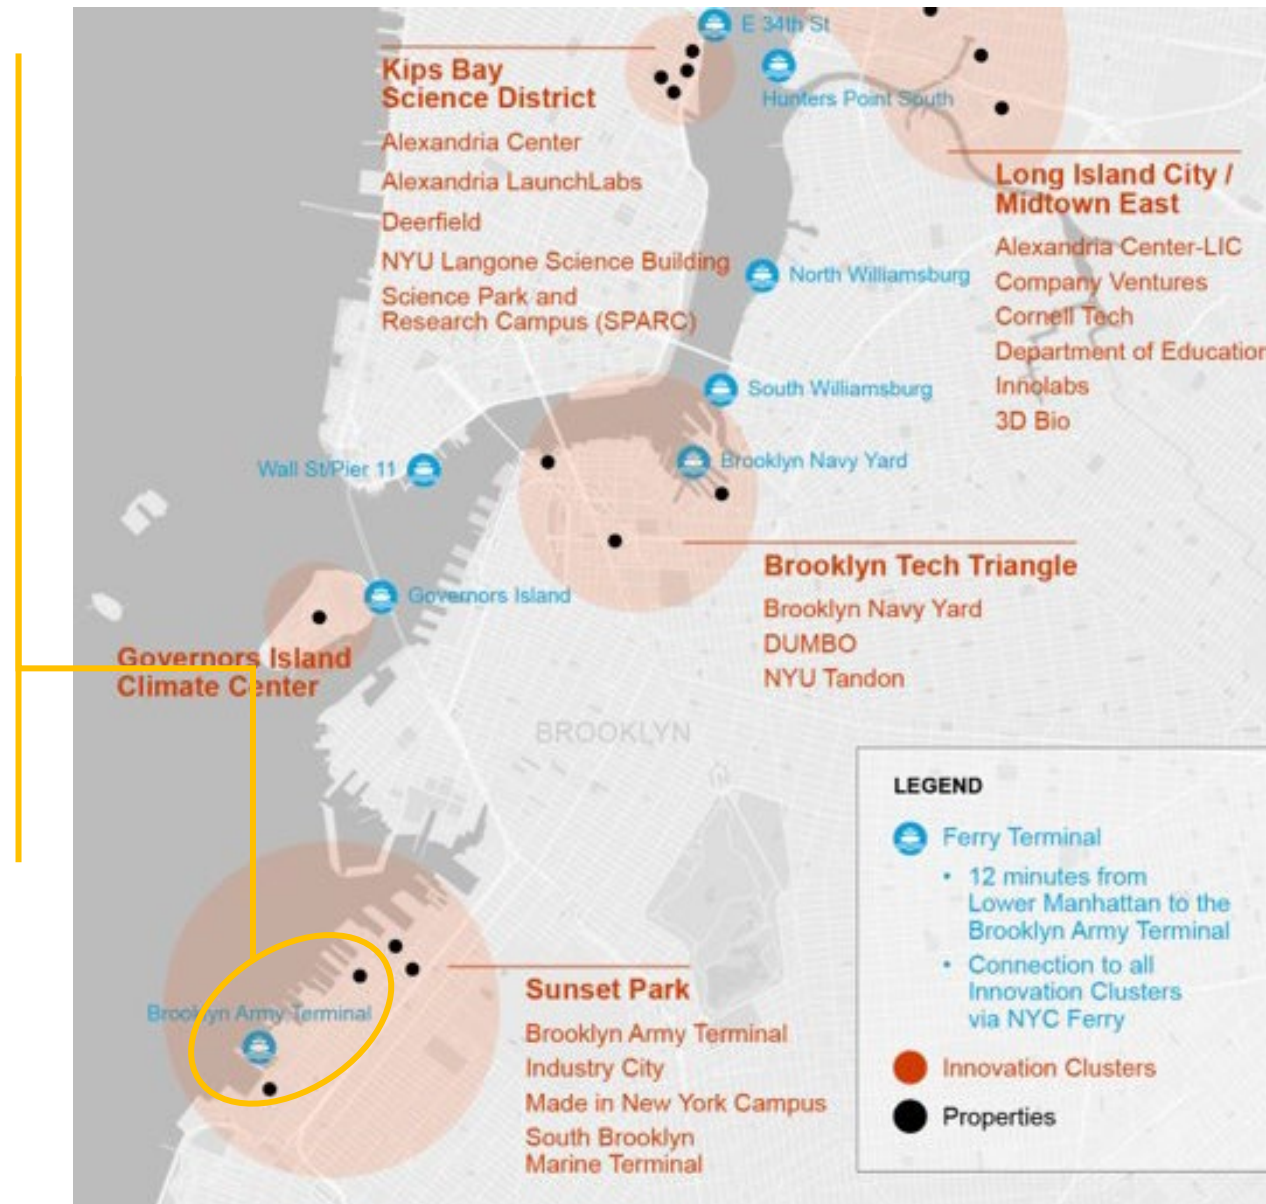 E 34th St
Kips Bay
Science District
Alexandria Center
Alexandria LaunchLabs
Deerfield
NYU Langone Science Building
Science Park and
Research Campus (SPARC)
Hunters Point South
Long Island City /
Midtown East
Alexandria Center-LIC
Company Ventures
Cornell Tech
Department of Education
Innolabs
3D Bio
North Williamsburg
South Williamsburg
Wall St/Pier 11
Brooklyn Navy Yard
Brooklyn Tech Triangle
Brooklyn Navy Yard
DUMBO
NYU Tandon
Governors Island
Governors Island
Climate Center
BROOKLYN
Brooklyn Army Terminal
Sunset Park
Brooklyn Army Terminal
Industry City
Made in New York Campus
South Brooklyn
Marine Terminal
LEGEND
Ferry Terminal
• 12 minutes from
Lower Manhattan to the
Brooklyn Army Terminal
• Connection to all
Innovation Clusters
via NYC Ferry
Innovation Clusters
Properties